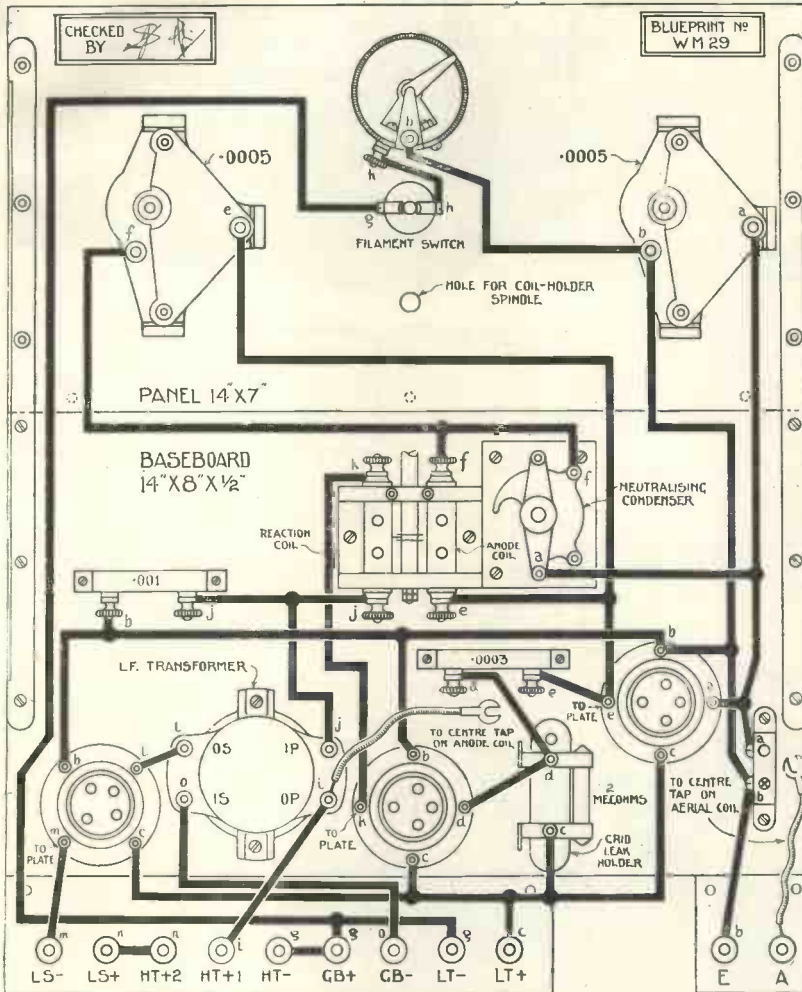 CHECKED BY
BLUEPRINT Nº
WM 29
.0005
.0005
b
h
h
g
FILAMENT SWITCH
e
f
a
b
HOLE FOR COIL-HOLDER
SPINDLE
PANEL 14"X7"
BASEBOARD
14"X8"X½"
k
f
f
NEUTRALISING
CONDENSER
REACTION
COIL
ANODE
COIL
a
.001
b
j
j
e
b
L.F. TRANSFORMER
.0003
d
e
TO
PLATE
e
a
TO CENTRE TAP
ON ANODE COIL
c
l
l
OS
IP
j
b
b
d
a
o
IS
OP
i
TO
PLATE
h
d
2
MEGOHMS
TO CENTRE
TAP ON
AERIAL COIL
b
m
TO
PLATE
c
c
c
GRID
LEAK
HOLDER
m
n
n
i
g
g
o
g
c
b
LS-
LS+
HT+2
HT+1
HT-
GB+
GB-
LT-
LT+
E
A